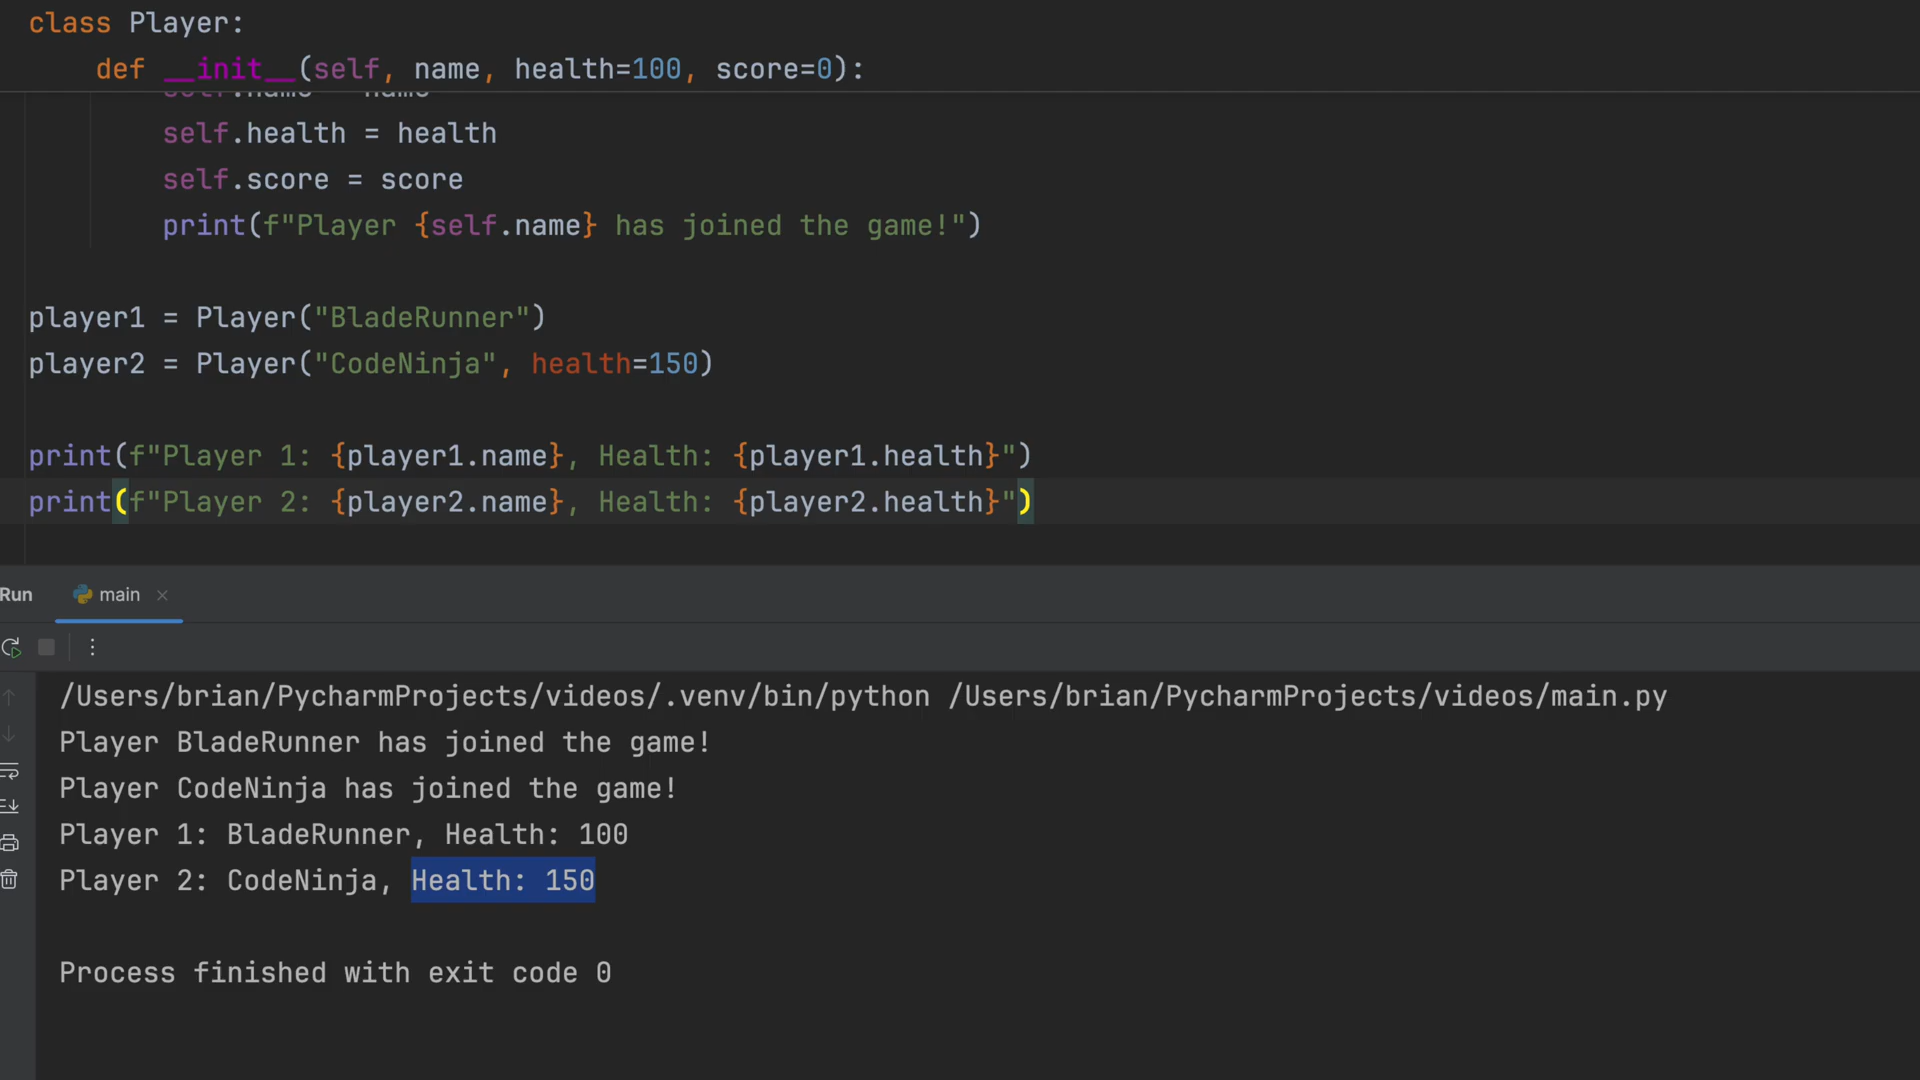 class Player:
    def __init__(self, name, health=100, score=0):
        self.name = name
        self.health = health
        self.score = score
        print(f"Player {self.name} has joined the game!")
player1 = Player("BladeRunner")
player2 = Player("CodeNinja", health=150)
print(f"Player 1: {player1.name}, Health: {player1.health}")
print(f"Player 2: {player2.name}, Health: {player2.health}")
Run main
/Users/brian/PycharmProjects/videos/.venv/bin/python /Users/brian/PycharmProjects/videos/main.py
Player BladeRunner has joined the game!
Player CodeNinja has joined the game!
Player 1: BladeRunner, Health: 100
Player 2: CodeNinja, Health: 150
Process finished with exit code 0